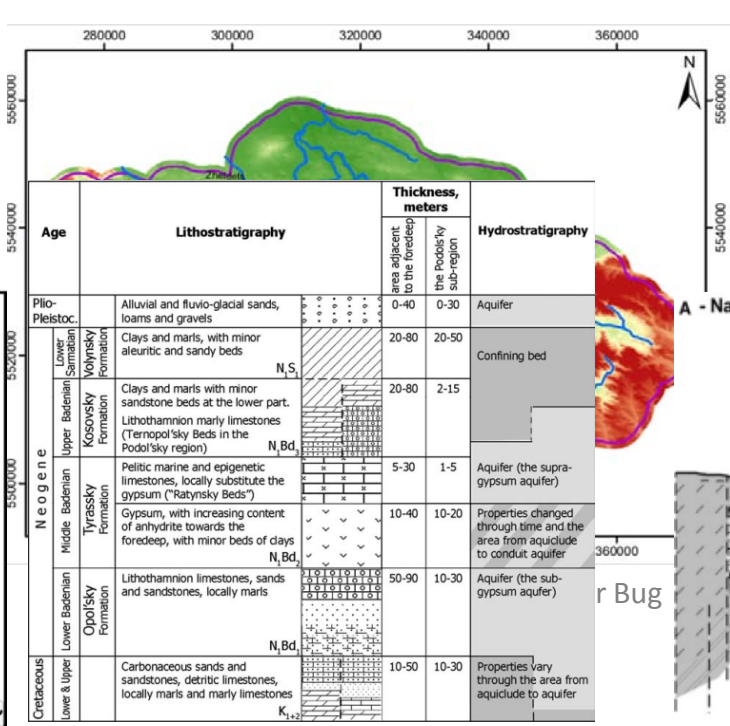 280000 300000 320000 340000 360000
N
5560000 5560000
5540000 5540000
5520000
5500000
360000
A - Na
r Bug
Age
Lithostratigraphy
Thickness,
meters
area adjacent
to the foredeep
the Podols'ky
sub-region
Hydrostratigraphy
Plio-
Pleistoc.
Alluvial and fluvio-glacial sands,
loams and gravels
0-40 0-30 Aquifer
Neogene
Lower
Sarmatian
Volynsky
Formation
Clays and marls, with minor
aleuritic and sandy beds
N1S1
20-80 20-50
Confining bed
Upper Badenian
Kosovsky
Formation
Clays and marls with minor
sandstone beds at the lower part.
Lithothamnion marly limestones
(Ternopol'sky Beds in the
Podol'sky region)
N1Bd3
20-80 2-15
Middle Badenian
Tyrassky
Formation
Pelitic marine and epigenetic
limestones, locally substitute the
gypsum ("Ratynsky Beds")
5-30 1-5
Aquifer (the supra-
gypsum aquifer)
Gypsum, with increasing content
of anhydrite towards the
foredeep, with minor beds of clays
N1Bd2
10-40 10-20
Properties changed
through time and the
area from aquiclude
to conduit aquifer
Lower Badenian
Opol'sky
Formation
Lithothamnion limestones, sands
and sandstones, locally marls
N1Bd1
50-90 10-30
Aquifer (the sub-
gypsum aqufer)
Cretaceous
Lower & Upper
Carbonaceous sands and
sandstones, detritic limestones,
locally marls and marly limestones
K1+2
10-50 10-30
Properties vary
through the area from
aquiclude to aquifer